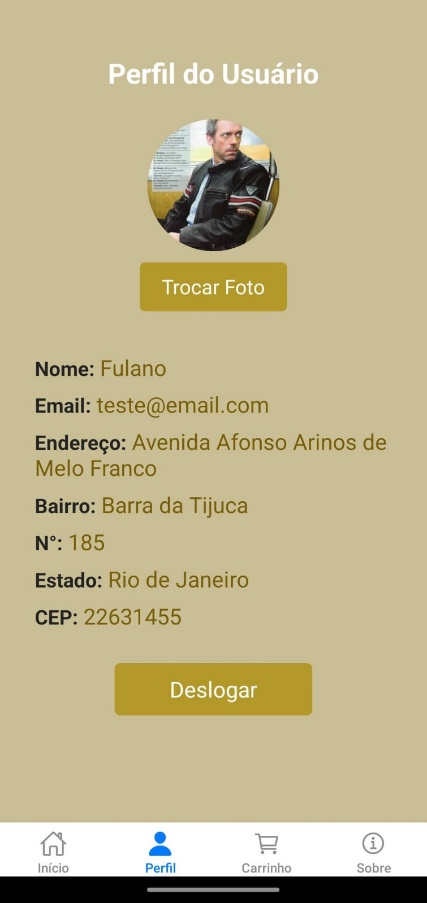 Perfil do Usuário
Trocar Foto
Nome: Fulano
Email: teste@email.com
Endereço: Avenida Afonso Arinos de
Melo Franco
Bairro: Barra da Tijuca
N°: 185
Estado: Rio de Janeiro
CEP: 22631455
Deslogar
Início
Perfil
Carrinho
Sobre